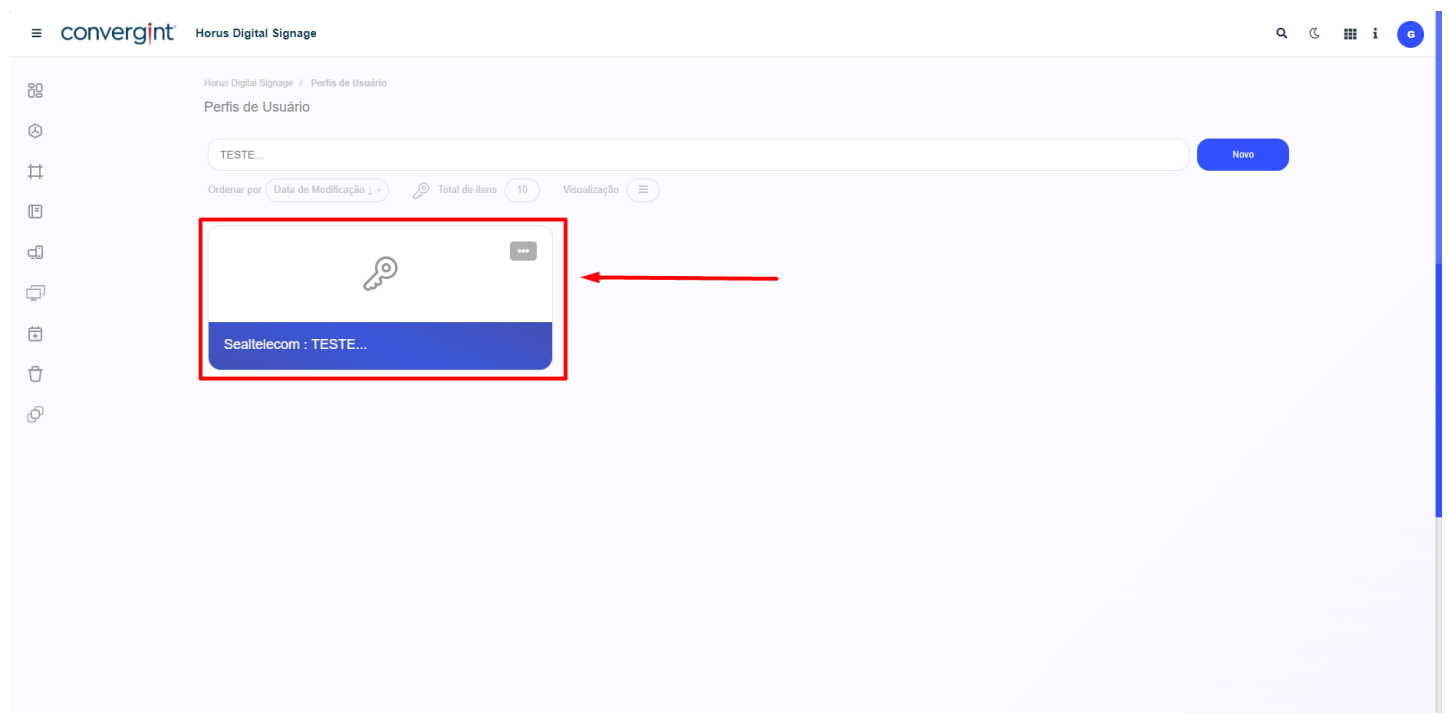 convergint Horus Digital Signage
G
Horus Digital Signage / Perfis de Usuário
Perfis de Usuário
TESTE...
Novo
Ordenar por Data de Modificação ↓ Total de itens 10 Visualização
Sealtelecom : TESTE...